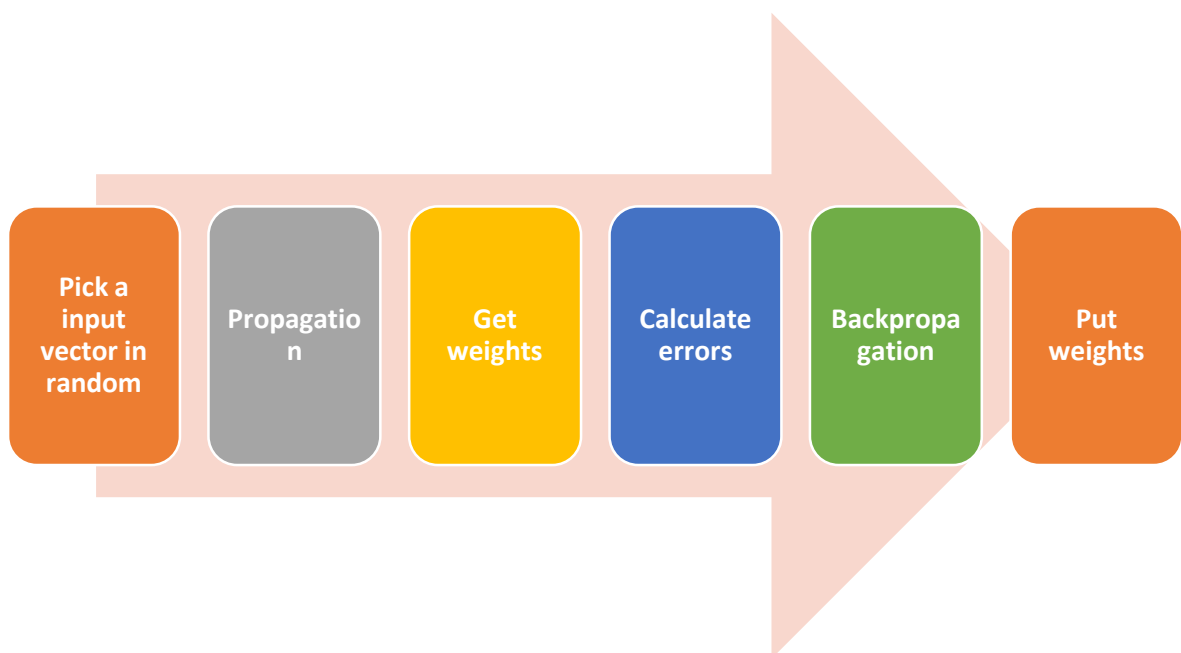 Pick a
input
vector in
random
Propagatio
n
Get
weights
Calculate
errors
Backpropa
gation
Put
weights